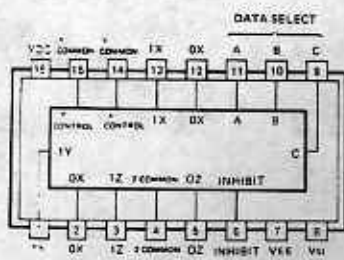 DATA SELECT
VDD COMMON COMMON 1X 0X A B C
16 15 14 13 12 11 10 9
CONTROL CONTROL 1X 0X A B
1Y C
0X 1Z Z COMMON 0Z INHIBIT
1 2 3 4 5 6 7 8
0X 1Z Z COMMON 0Z INHIBIT VEE